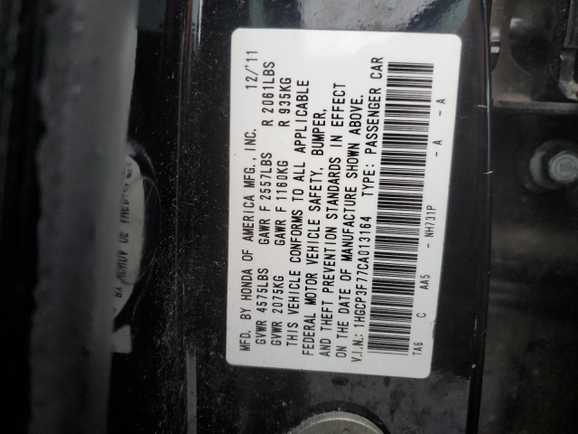 MFD. BY HONDA OF AMERICA MFG., INC. 12/'11
GVWR 4575LBS GAWR F 2557LBS R 2061LBS
GVWR 2075KG GAWR F 1160KG R 935KG
THIS VEHICLE CONFORMS TO ALL APPLICABLE
FEDERAL MOTOR VEHICLE SAFETY, BUMPER,
AND THEFT PREVENTION STANDARDS IN EFFECT
ON THE DATE OF MANUFACTURE SHOWN ABOVE.
V.I.N.: 1HGCP3F77CA013164 TYPE: PASSENGER CAR
TA6 C AA5 - NH731P - A - A